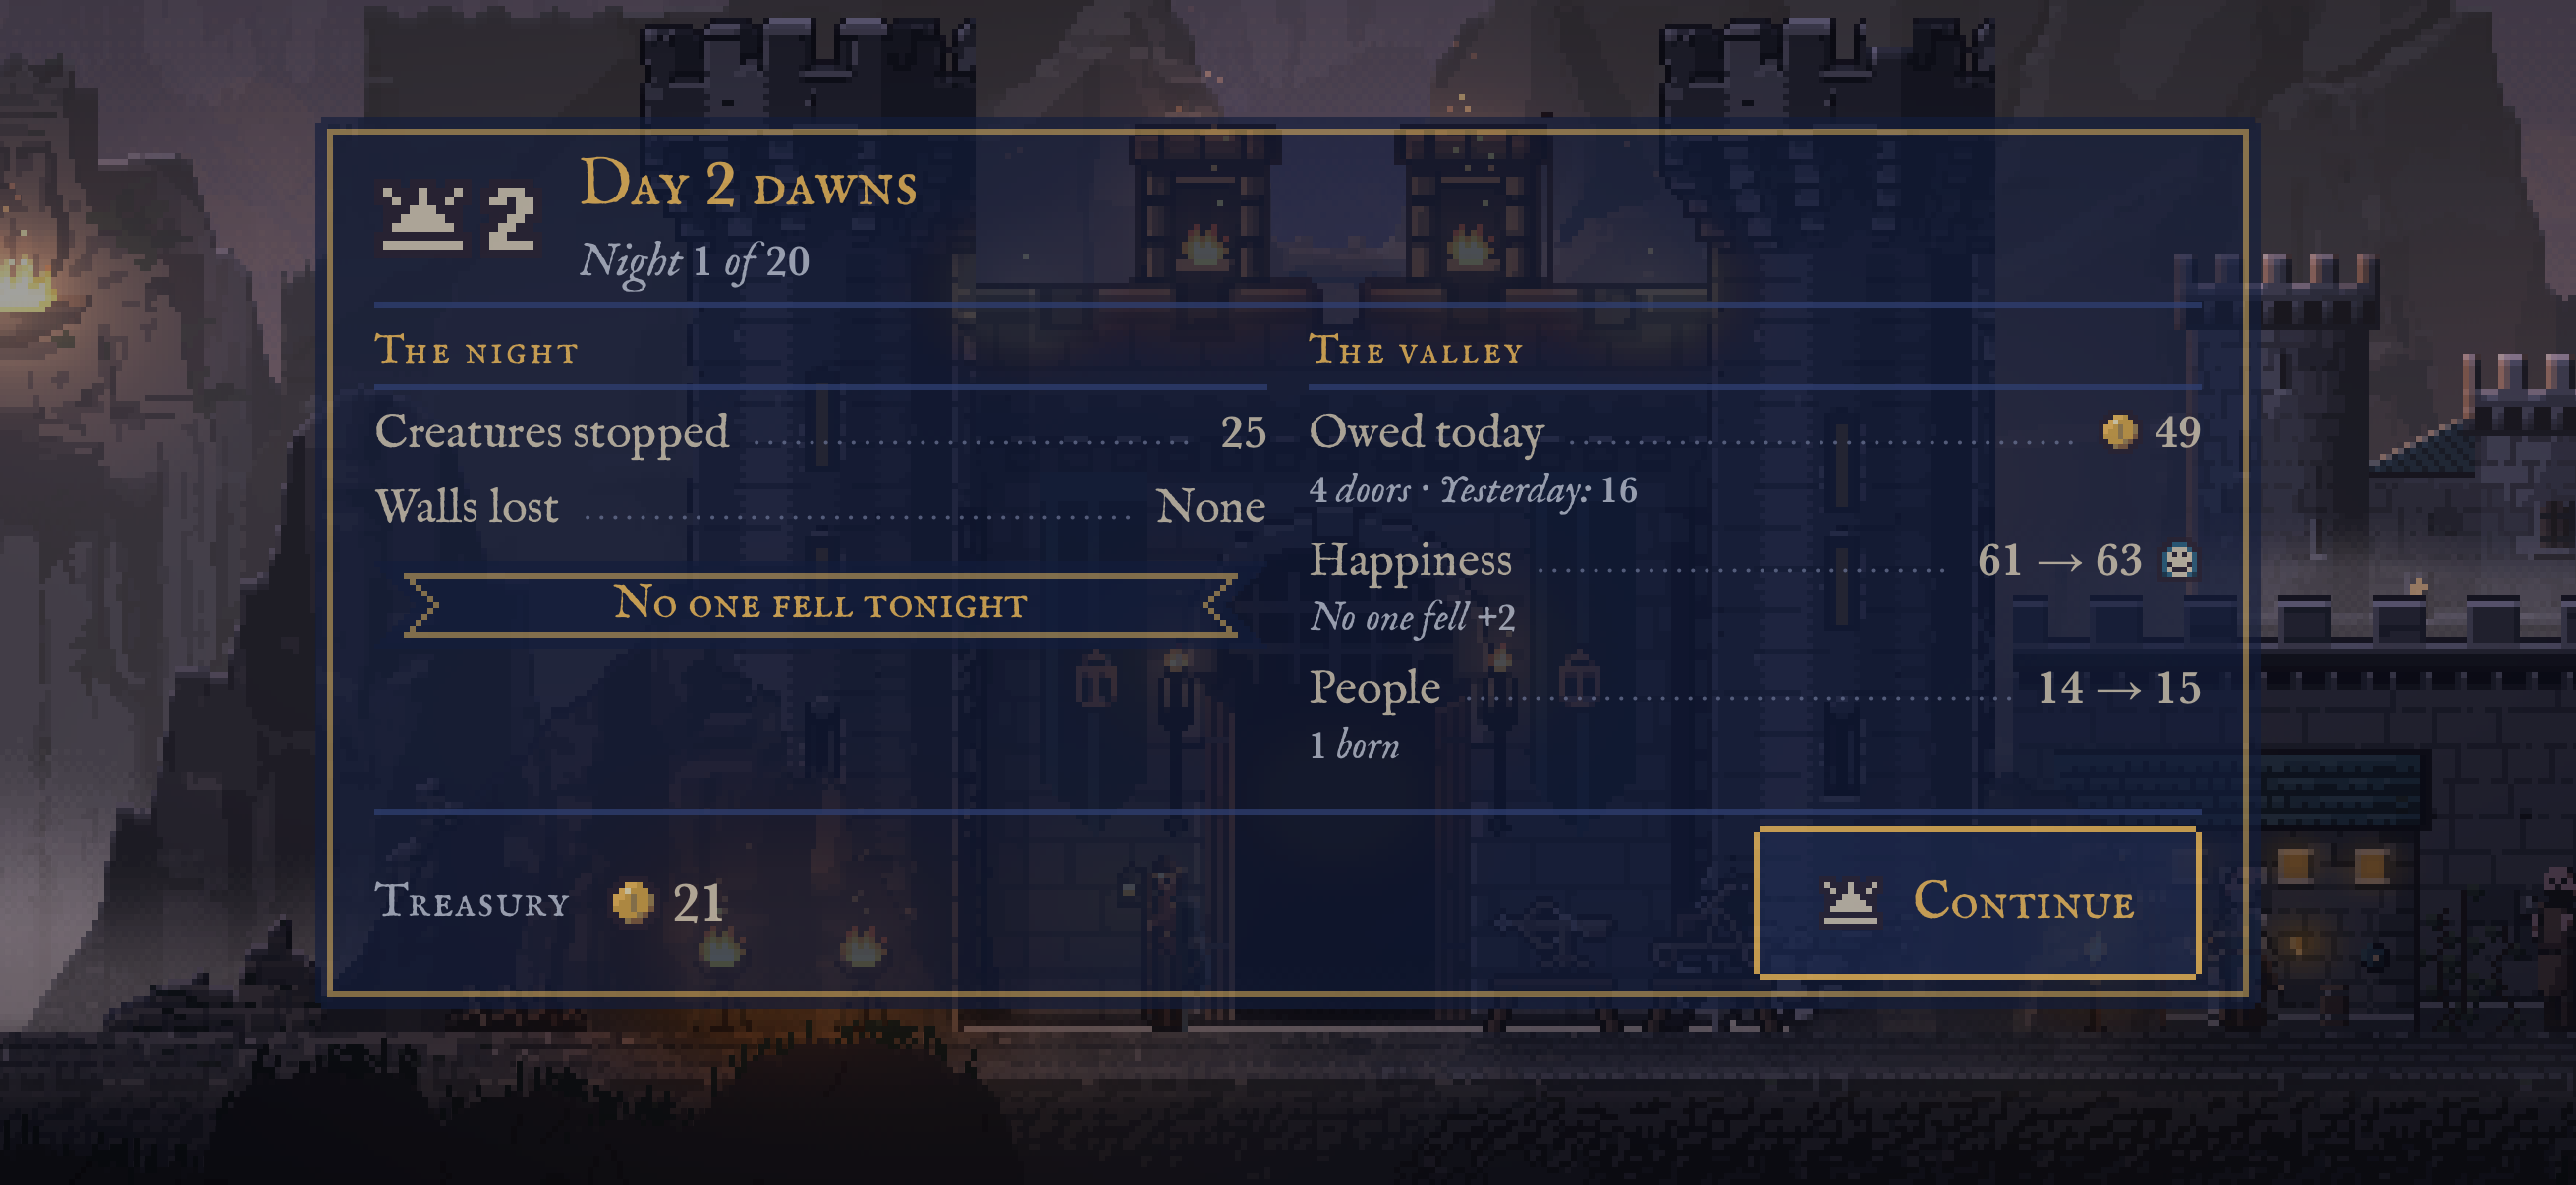 2
Day 2 dawns
Night 1 of 20
The night
Creatures stopped 25
Walls lost None
No one fell tonight
The valley
Owed today 49
4 doors · Yesterday: 16
Happiness 61 → 63
No one fell +2
People 14 → 15
1 born
Treasury 21
Continue